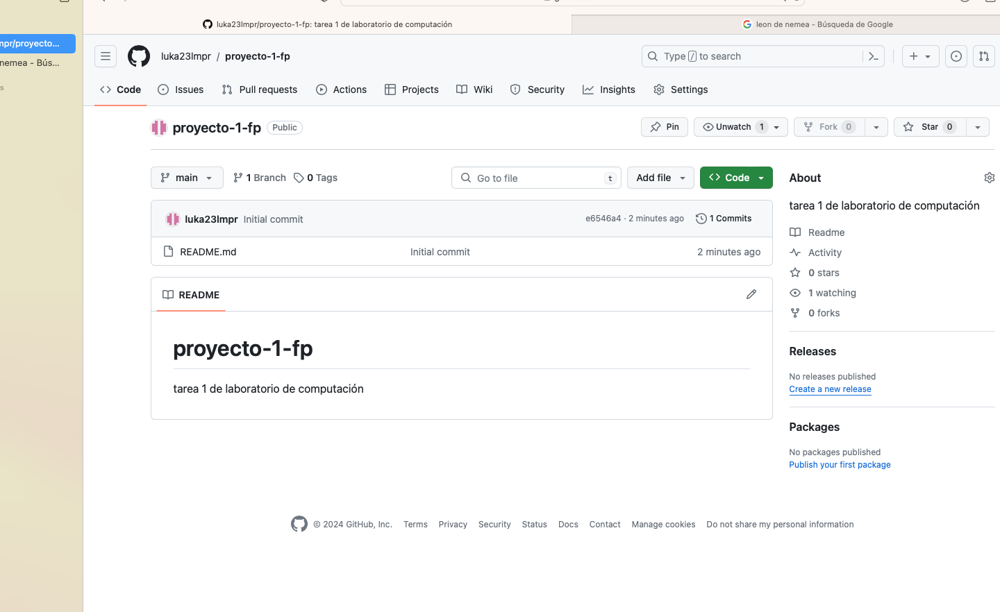 luka23lmpr/proyecto-1-fp: tarea 1 de laboratorio de computación
leon de nemea - Búsqueda de Google
mpr/proyecto...
nemea - Bús...
s
luka23lmpr / proyecto-1-fp
Type / to search
Code Issues Pull requests Actions Projects Wiki Security Insights Settings
proyecto-1-fp Public
Pin Unwatch 1 Fork 0 Star 0
main 1 Branch 0 Tags Go to file t Add file Code
luka23lmpr Initial commit e6546a4 · 2 minutes ago 1 Commits
README.md Initial commit 2 minutes ago
README
proyecto-1-fp
tarea 1 de laboratorio de computación
About
tarea 1 de laboratorio de computación
Readme
Activity
0 stars
1 watching
0 forks
Releases
No releases published
Create a new release
Packages
No packages published
Publish your first package
© 2024 GitHub, Inc. Terms Privacy Security Status Docs Contact Manage cookies Do not share my personal information